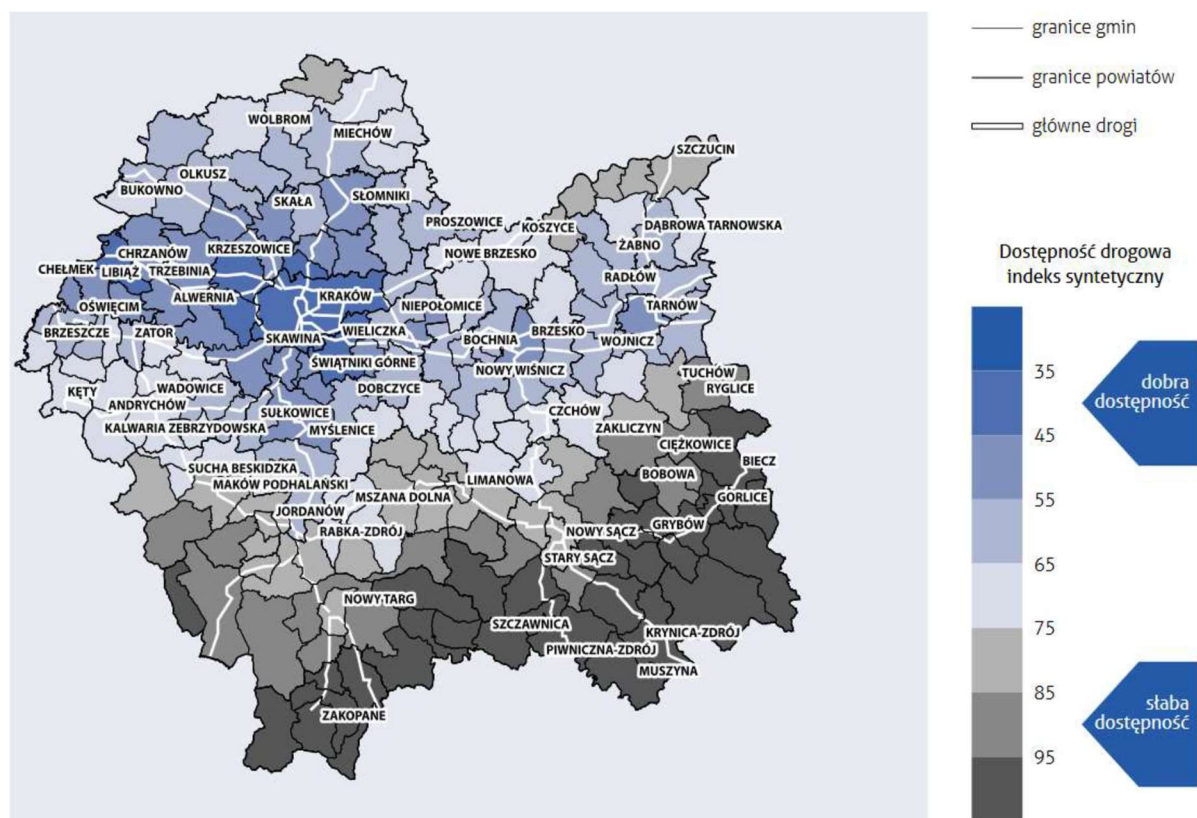 granice gmin
granice powiatów
główne drogi
Dostępność drogowa
indeks syntetyczny
35
45
55
65
75
85
95
dobra
dostępność
słaba
dostępność
WOLBROM
MIECHÓW
SZCZUCIN
OLKUSZ
BUKOWNO
SKAŁA
SŁOMNIKI
PROSZOWICE
KOSZYCE
DĄBROWA TARNOWSKA
ŻABNO
CHRZANÓW
KRZESZOWICE
NOWE BRZESKO
CHEŁMEK
LIBIĄŻ
TRZEBINIA
RADŁÓW
ALWERNIA
KRAKÓW
OŚWIĘCIM
NIEPOŁOMICE
TARNÓW
BRZESZCZE
ZATOR
SKAWINA
WIELICZKA
BOCHNIA
BRZESKO
WOJNICZ
ŚWIĄTNIKI GÓRNE
NOWY WIŚNICZ
TUCHÓW
RYGLICE
KĘTY
WADOWICE
DOBCZYCE
ANDRYCHÓW
SUŁKOWICE
CZCHÓW
KALWARIA ZEBRZYDOWSKA
MYŚLENICE
ZAKLICZYN
CIĘŻKOWICE
BIECZ
SUCHA BESKIDZKA
MAKÓW PODHALAŃSKI
LIMANOWA
BOBOWA
MSZANA DOLNA
GORLICE
JORDANÓW
RABKA-ZDRÓJ
NOWY SĄCZ
GRYBÓW
STARY SĄCZ
NOWY TARG
SZCZAWNICA
KRYNICA-ZDRÓJ
PIWNICZNA-ZDRÓJ
MUSZYNA
ZAKOPANE